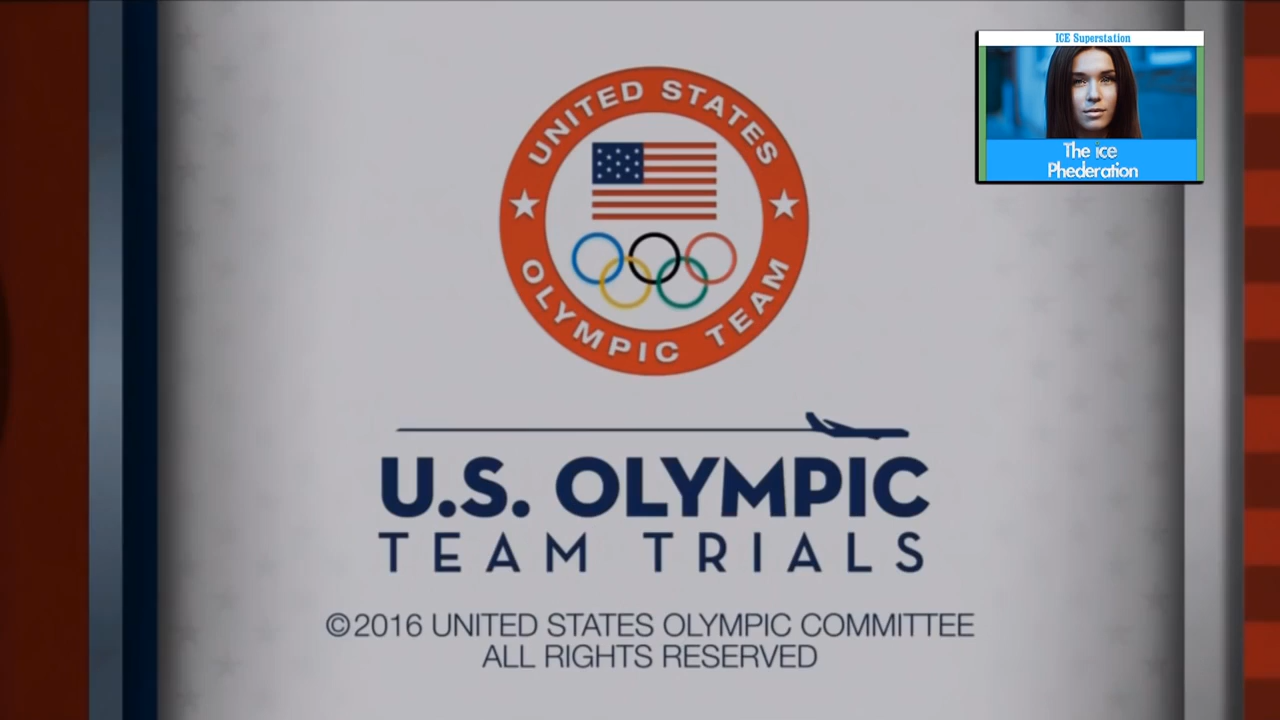 ICE Superstation
The ice
Phederation
UNITED STATES
OLYMPIC TEAM
U.S. OLYMPIC
TEAM TRIALS
©2016 UNITED STATES OLYMPIC COMMITTEE
ALL RIGHTS RESERVED